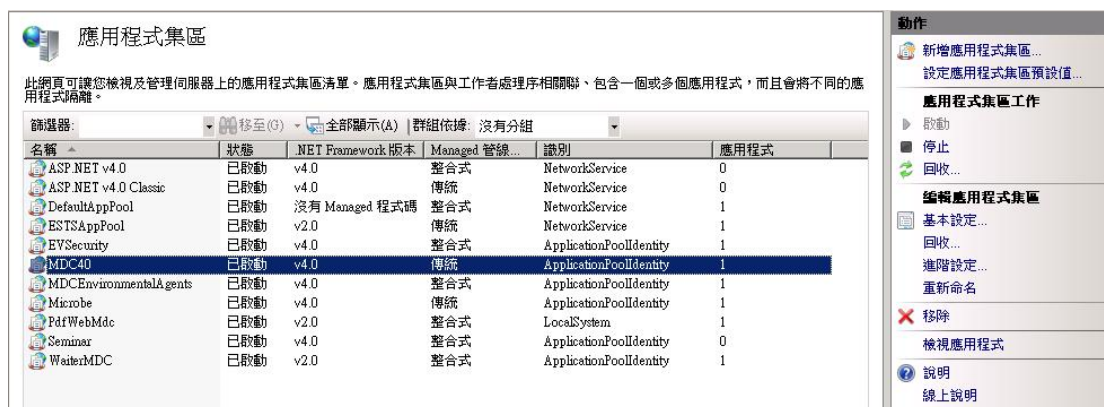 應用程式集區
此網頁可讓您檢視及管理伺服器上的應用程式集區清單。應用程式集區與工作者處理序相關聯、包含一個或多個應用程式，而且會將不同的應
用程式隔離。
篩選器: 移至(G) 全部顯示(A) 群組依據: 沒有分組
名稱 狀態 .NET Framework 版本 Managed 管線... 識別 應用程式
ASP.NET v4.0 已啟動 v4.0 整合式 NetworkService 0
ASP.NET v4.0 Classic 已啟動 v4.0 傳統 NetworkService 0
DefaultAppPool 已啟動 沒有 Managed 程式碼 整合式 NetworkService 1
ESTSAppPool 已啟動 v2.0 傳統 NetworkService 1
EVSecurity 已啟動 v4.0 整合式 ApplicationPoolIdentity 1
MDC40 已啟動 v4.0 傳統 ApplicationPoolIdentity 1
MDCEnvironmentalAgents 已啟動 v4.0 整合式 ApplicationPoolIdentity 1
Microbe 已啟動 v4.0 傳統 ApplicationPoolIdentity 1
PdfWebMdc 已啟動 v2.0 整合式 LocalSystem 1
Seminar 已啟動 v4.0 整合式 ApplicationPoolIdentity 0
WaiterMDC 已啟動 v2.0 整合式 ApplicationPoolIdentity 1
動作
新增應用程式集區...
設定應用程式集區預設值...
應用程式集區工作
啟動
停止
回收...
編輯應用程式集區
基本設定...
回收...
進階設定...
重新命名
移除
檢視應用程式
說明
線上說明